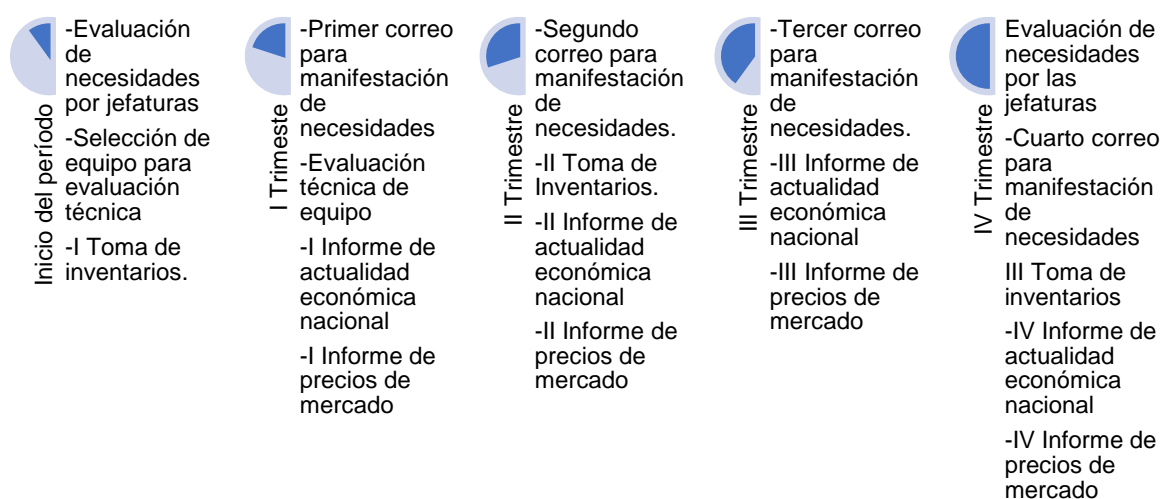 Inicio del período
-Evaluación
de
necesidades
por jefaturas
-Selección de
equipo para
evaluación
técnica
-I Toma de
inventarios.
I Trimeste
-Primer correo
para
manifestación
de
necesidades
-Evaluación
técnica de
equipo
-I Informe de
actualidad
económica
nacional
-I Informe de
precios de
mercado
II Trimestre
-Segundo
correo para
manifestación
de
necesidades.
-II Toma de
Inventarios.
-II Informe de
actualidad
económica
nacional
-II Informe de
precios de
mercado
III Trimestre
-Tercer correo
para
manifestación
de
necesidades.
-III Informe de
actualidad
económica
nacional
-III Informe de
precios de
mercado
IV Trimestre
Evaluación de
necesidades
por las
jefaturas
-Cuarto correo
para
manifestación
de
necesidades
III Toma de
inventarios
-IV Informe de
actualidad
económica
nacional
-IV Informe de
precios de
mercado